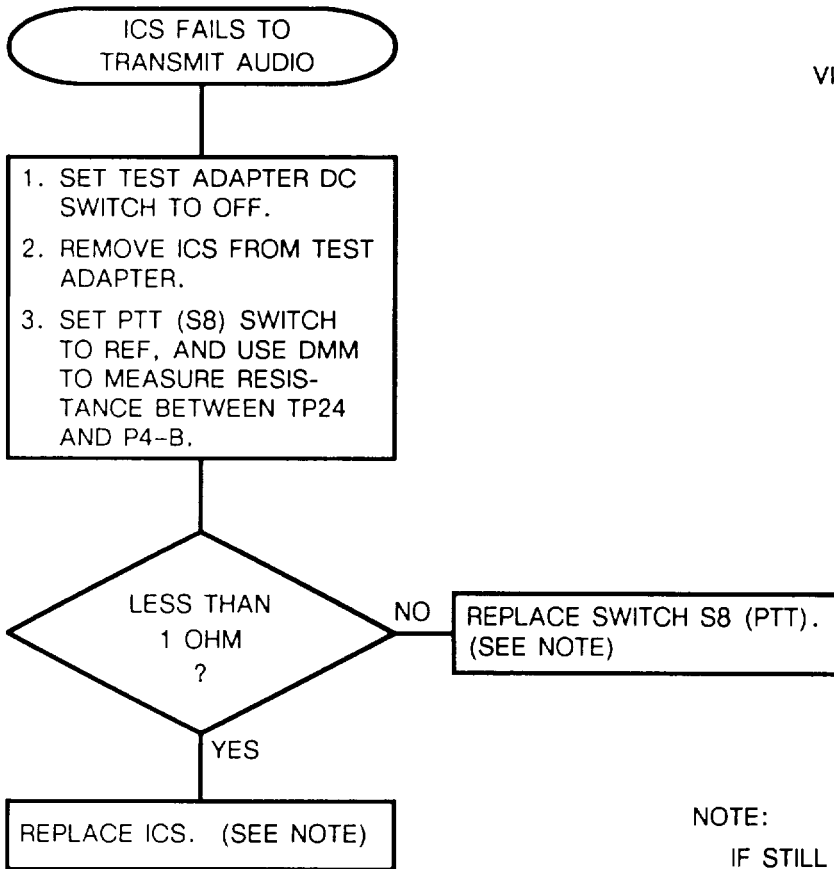 ICS FAILS TO
TRANSMIT AUDIO
1. SET TEST ADAPTER DC
SWITCH TO OFF.
2. REMOVE ICS FROM TEST
ADAPTER.
3. SET PTT (S8) SWITCH
TO REF, AND USE DMM
TO MEASURE RESIS-
TANCE BETWEEN TP24
AND P4-B.
LESS THAN
1 OHM
?
NO
REPLACE SWITCH S8 (PTT).
(SEE NOTE)
YES
REPLACE ICS. (SEE NOTE)
NOTE:
IF STILL